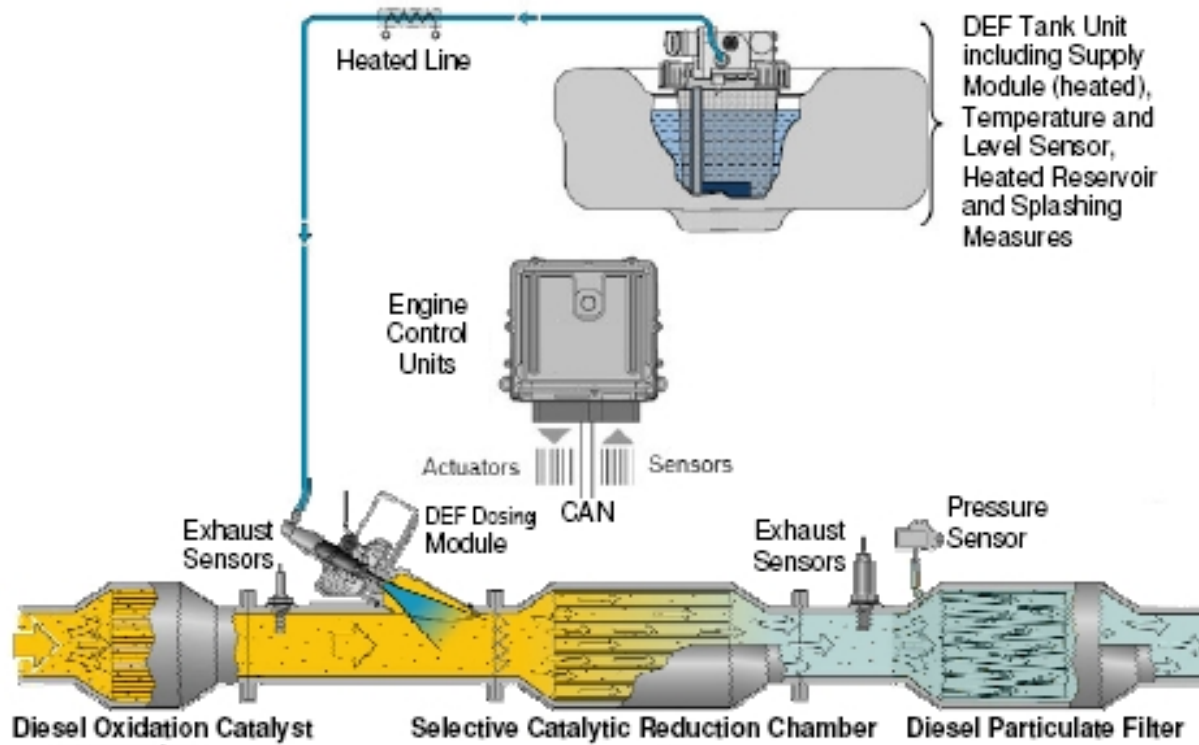 Heated Line
DEF Tank Unit
including Supply
Module (heated),
Temperature and
Level Sensor,
Heated Reservoir
and Splashing
Measures
Engine
Control
Units
Actuators
Sensors
CAN
Exhaust
Sensors
DEF Dosing
Module
Exhaust
Sensors
Pressure
Sensor
Diesel Oxidation Catalyst
Selective Catalytic Reduction Chamber
Diesel Particulate Filter